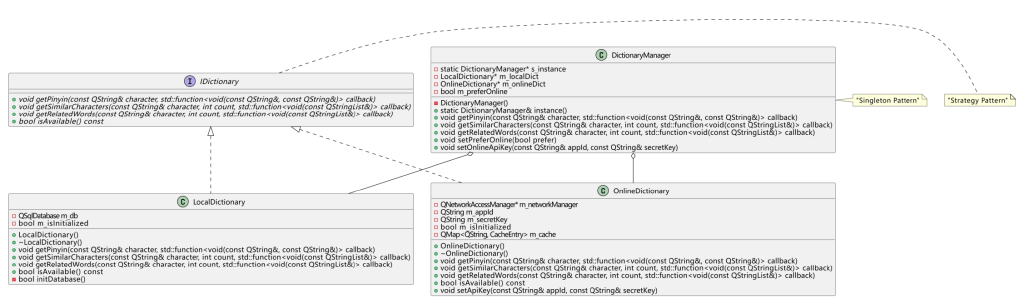 IDictionary
void getPinyin(const QString& character, std::function<void(const QString&, const QString&)> callback)
void getSimilarCharacters(const QString& character, int count, std::function<void(const QStringList&)> callback)
void getRelatedWords(const QString& character, int count, std::function<void(const QStringList&)> callback)
bool isAvailable() const
DictionaryManager
static DictionaryManager* s_instance
LocalDictionary* m_localDict
OnlineDictionary* m_onlineDict
bool m_preferOnline
DictionaryManager()
static DictionaryManager& instance()
void getPinyin(const QString& character, std::function<void(const QString&, const QString&)> callback)
void getSimilarCharacters(const QString& character, int count, std::function<void(const QStringList&)> callback)
void getRelatedWords(const QString& character, int count, std::function<void(const QStringList&)> callback)
void setPreferOnline(bool prefer)
void setOnlineApiKey(const QString& appId, const QString& secretKey)
"Singleton Pattern"
"Strategy Pattern"
LocalDictionary
QSqlDatabase m_db
bool m_isInitialized
LocalDictionary()
~LocalDictionary()
void getPinyin(const QString& character, std::function<void(const QString&, const QString&)> callback)
void getSimilarCharacters(const QString& character, int count, std::function<void(const QStringList&)> callback)
void getRelatedWords(const QString& character, int count, std::function<void(const QStringList&)> callback)
bool isAvailable() const
bool initDatabase()
OnlineDictionary
QNetworkAccessManager* m_networkManager
QString m_appId
QString m_secretKey
bool m_isInitialized
QMap<QString, CacheEntry> m_cache
OnlineDictionary()
~OnlineDictionary()
void getPinyin(const QString& character, std::function<void(const QString&, const QString&)> callback)
void getSimilarCharacters(const QString& character, int count, std::function<void(const QStringList&)> callback)
void getRelatedWords(const QString& character, int count, std::function<void(const QStringList&)> callback)
bool isAvailable() const
void setApiKey(const QString& appId, const QString& secretKey)